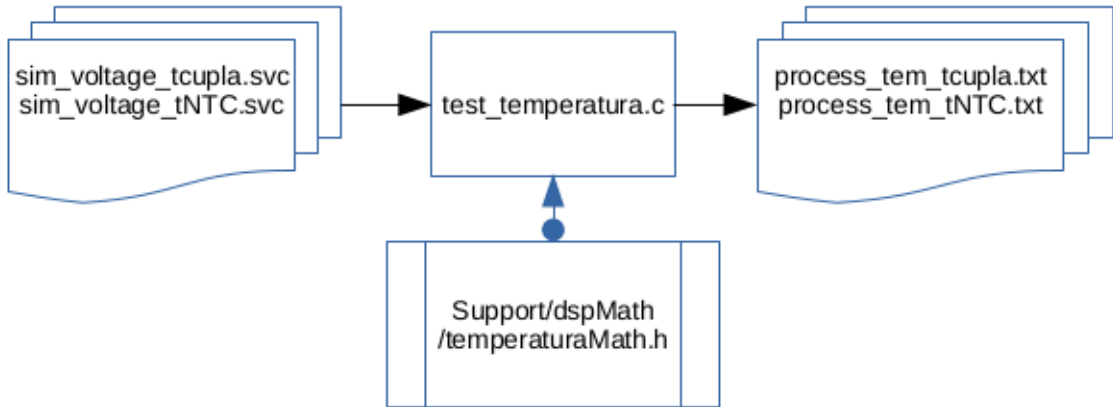 sim_voltage_tcupla.svc
sim_voltage_tNTC.svc
test_temperatura.c
process_tem_tcupla.txt
process_tem_tNTC.txt
Support/dspMath
/temperaturaMath.h